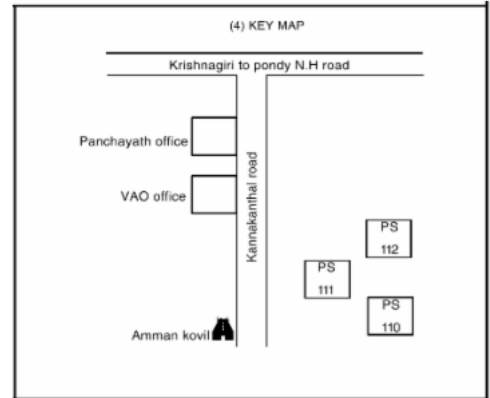 (4) KEY MAP
Krishnagiri to pondy N.H road
Panchayath office
VAO office
Kannakanthal road
PS
112
PS
111
PS
110
Amman kovil